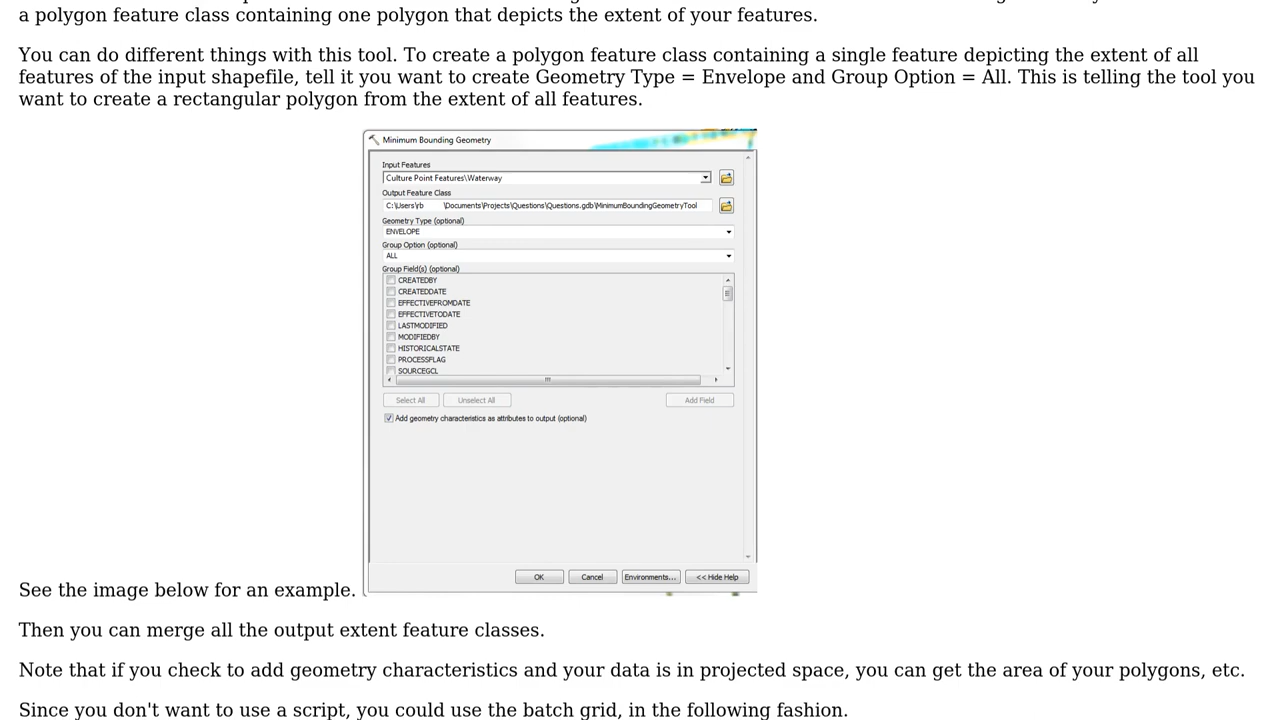 a polygon feature class containing one polygon that depicts the extent of your features.
You can do different things with this tool. To create a polygon feature class containing a single feature depicting the extent of all
features of the input shapefile, tell it you want to create Geometry Type = Envelope and Group Option = All. This is telling the tool you
want to create a rectangular polygon from the extent of all features.
Minimum Bounding Geometry
Input Features
Culture Point Features\Waterway
Output Feature Class
C:\Users\rb \Documents\Projects\Questions\Questions.gdb\MinimumBoundingGeometryTool
Geometry Type (optional)
ENVELOPE
Group Option (optional)
ALL
Group Field(s) (optional)
CREATEDBY
CREATEDDATE
EFFECTIVEFROMDATE
EFFECTIVETODATE
LASTMODIFIED
MODIFIEDBY
HISTORICALSTATE
PROCESSFLAG
SOURCEGCL
Select All Unselect All Add Field
Add geometry characteristics as attributes to output (optional)
OK Cancel Environments... << Hide Help
See the image below for an example.
Then you can merge all the output extent feature classes.
Note that if you check to add geometry characteristics and your data is in projected space, you can get the area of your polygons, etc.
Since you don't want to use a script, you could use the batch grid, in the following fashion.